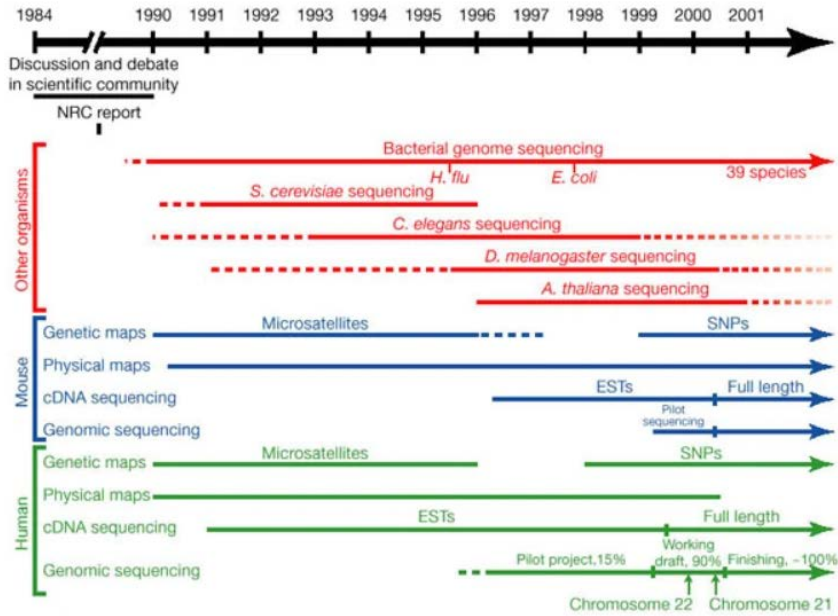 1984 1990 1991 1992 1993 1994 1995 1996 1997 1998 1999 2000 2001
Discussion and debate
in scientific community
NRC report
Other organisms
Bacterial genome sequencing
H. flu
E. coli
39 species
S. cerevisiae sequencing
C. elegans sequencing
D. melanogaster sequencing
A. thaliana sequencing
Mouse
Genetic maps
Microsatellites
SNPs
Physical maps
cDNA sequencing
ESTs
Full length
Genomic sequencing
Pilot
sequencing
Human
Genetic maps
Microsatellites
SNPs
Physical maps
cDNA sequencing
ESTs
Full length
Genomic sequencing
Pilot project,15%
Working
draft, 90%
Finishing, ~100%
Chromosome 22
Chromosome 21